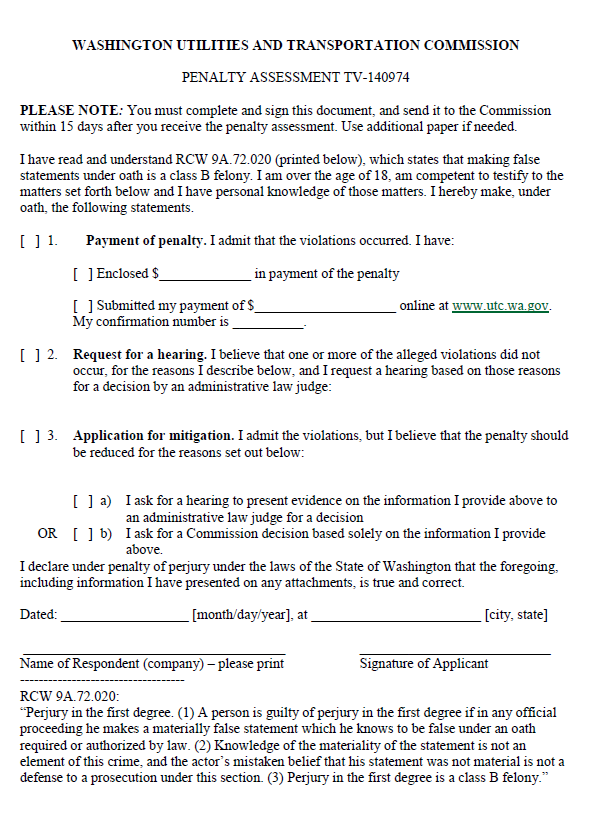 WASHINGTON UTILITIES AND TRANSPORTATION COMMISSION
PENALTY ASSESSMENT TV-140974
PLEASE NOTE: You must complete and sign this document, and send it to the Commission
within 15 days after you receive the penalty assessment. Use additional paper if needed.
I have read and understand RCW 9A.72.020 (printed below), which states that making false
statements under oath is a class B felony. I am over the age of 18, am competent to testify to the
matters set forth below and I have personal knowledge of those matters. I hereby make, under
oath, the following statements.
[ ] 1. Payment of penalty. I admit that the violations occurred. I have:
[ ] Enclosed $______________ in payment of the penalty
[ ] Submitted my payment of $______________________ online at www.utc.wa.gov.
My confirmation number is ___________.
[ ] 2. Request for a hearing. I believe that one or more of the alleged violations did not
occur, for the reasons I describe below, and I request a hearing based on those reasons
for a decision by an administrative law judge:
[ ] 3. Application for mitigation. I admit the violations, but I believe that the penalty should
be reduced for the reasons set out below:
[ ] a) I ask for a hearing to present evidence on the information I provide above to
an administrative law judge for a decision
OR [ ] b) I ask for a Commission decision based solely on the information I provide
above.
I declare under penalty of perjury under the laws of the State of Washington that the foregoing,
including information I have presented on any attachments, is true and correct.
Dated: ____________________ [month/day/year], at __________________________ [city, state]
________________________________________ _____________________________
Name of Respondent (company) – please print Signature of Applicant
-----------------------------------
RCW 9A.72.020:
“Perjury in the first degree. (1) A person is guilty of perjury in the first degree if in any official
proceeding he makes a materially false statement which he knows to be false under an oath
required or authorized by law. (2) Knowledge of the materiality of the statement is not an
element of this crime, and the actor’s mistaken belief that his statement was not material is not a
defense to a prosecution under this section. (3) Perjury in the first degree is a class B felony.”